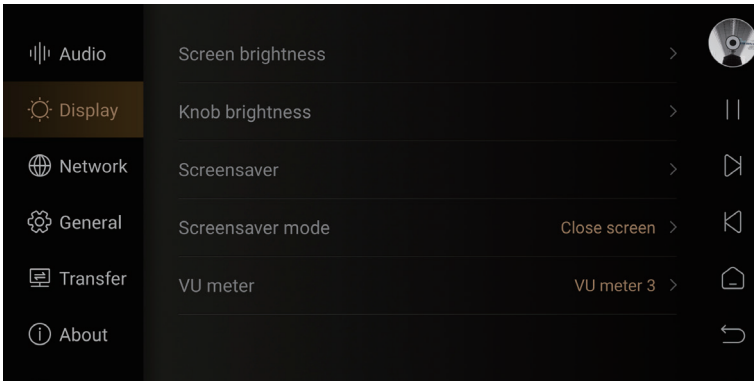 Audio
Display
Network
General
Transfer
About
Screen brightness
Knob brightness
Screensaver
Screensaver mode Close screen
VU meter VU meter 3